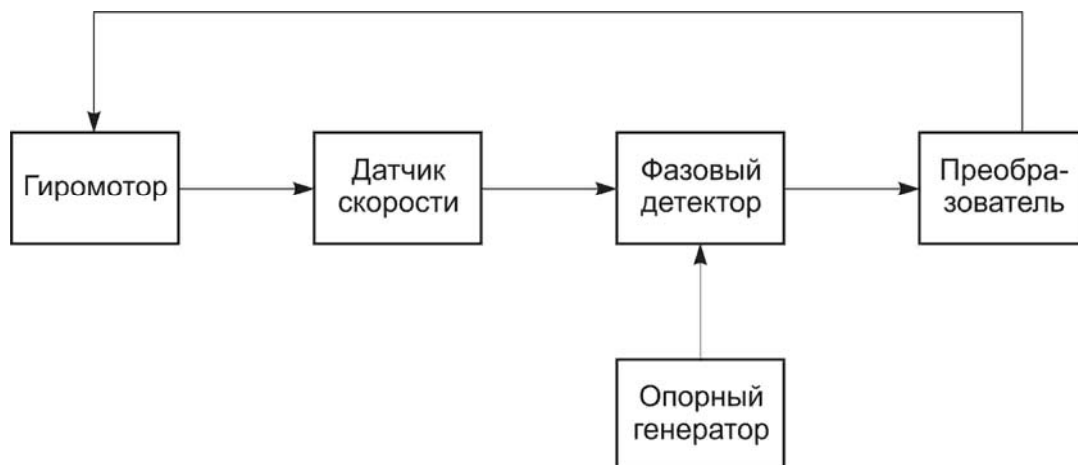 Гиромотор
Датчик
скорости
Фазовый
детектор
Преобра-
зователь
Опорный
генератор